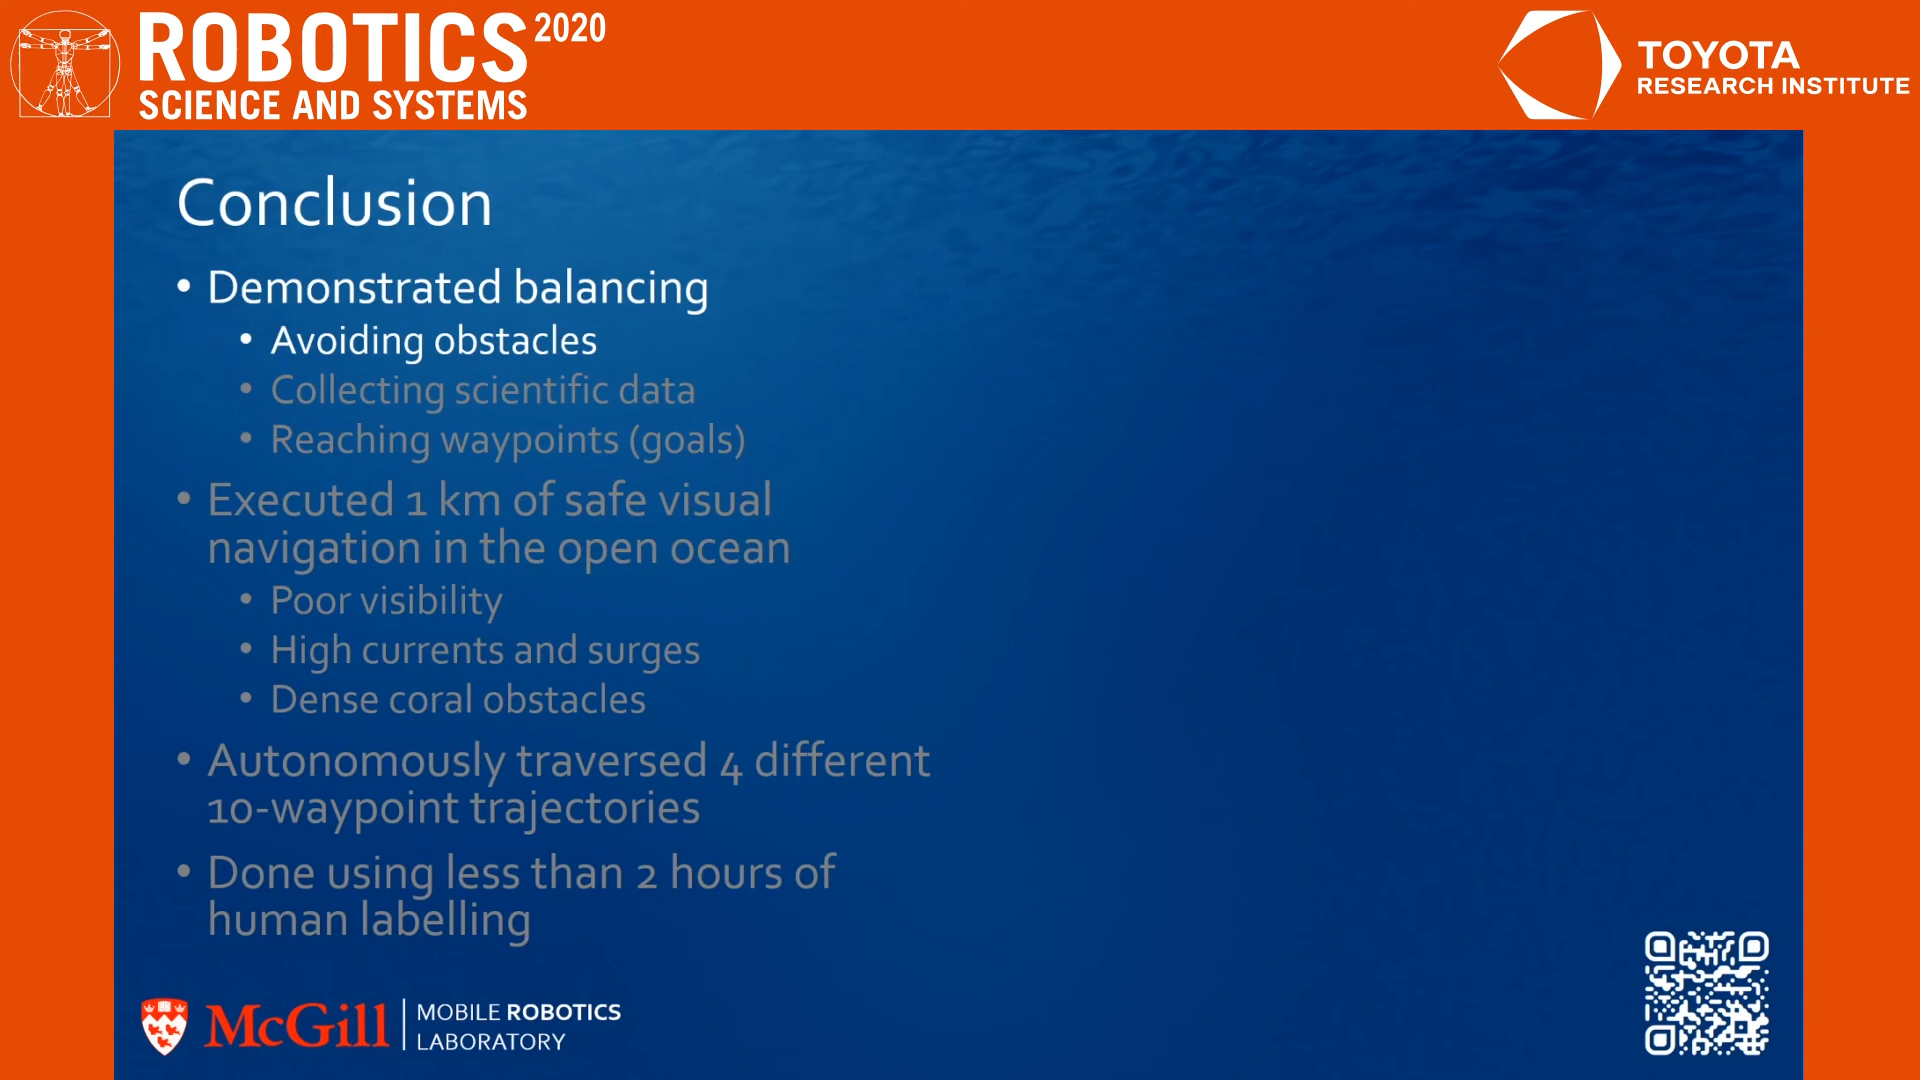 ROBOTICS 2020
SCIENCE AND SYSTEMS
TOYOTA
RESEARCH INSTITUTE
Conclusion
• Demonstrated balancing
• Avoiding obstacles
• Collecting scientific data
• Reaching waypoints (goals)
• Executed 1 km of safe visual
navigation in the open ocean
• Poor visibility
• High currents and surges
• Dense coral obstacles
• Autonomously traversed 4 different
10-waypoint trajectories
• Done using less than 2 hours of
human labelling
McGill
MOBILE ROBOTICS
LABORATORY